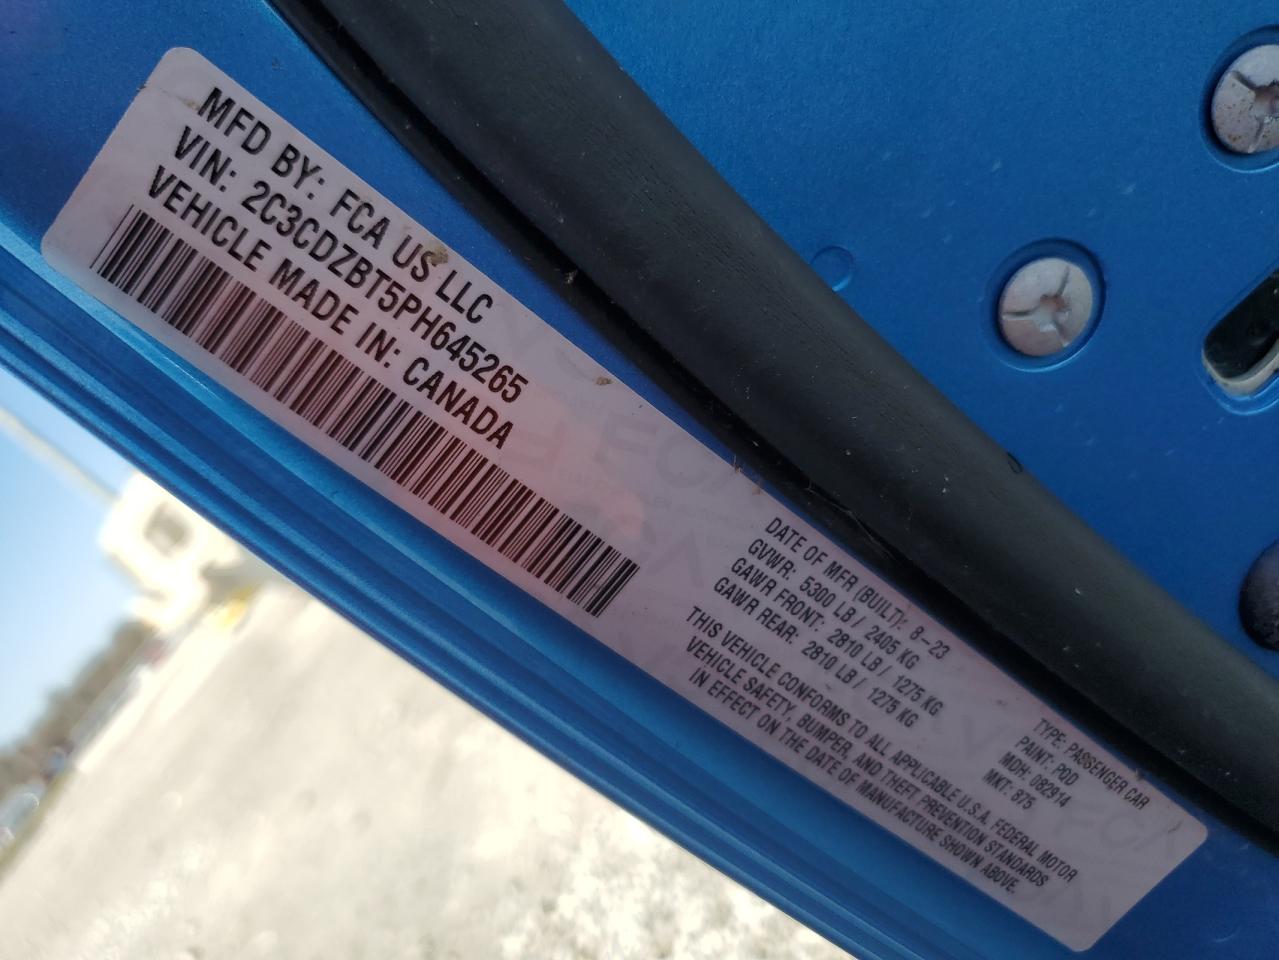 MFD BY: FCA US LLC
VIN: 2C3CDZBT5PH645265
VEHICLE MADE IN: CANADA
DATE OF MFR (BUILT): 8-23
GVWR: 5300 LB / 2405 KG
GAWR FRONT: 2810 LB / 1275 KG
GAWR REAR: 2810 LB / 1275 KG
THIS VEHICLE CONFORMS TO ALL APPLICABLE U.S.A. FEDERAL MOTOR
VEHICLE SAFETY, BUMPER, AND THEFT PREVENTION STANDARDS
IN EFFECT ON THE DATE OF MANUFACTURE SHOWN ABOVE.
TYPE: PASSENGER CAR
PAINT: PQD
MDH: 082914
MKT: 875
FCA